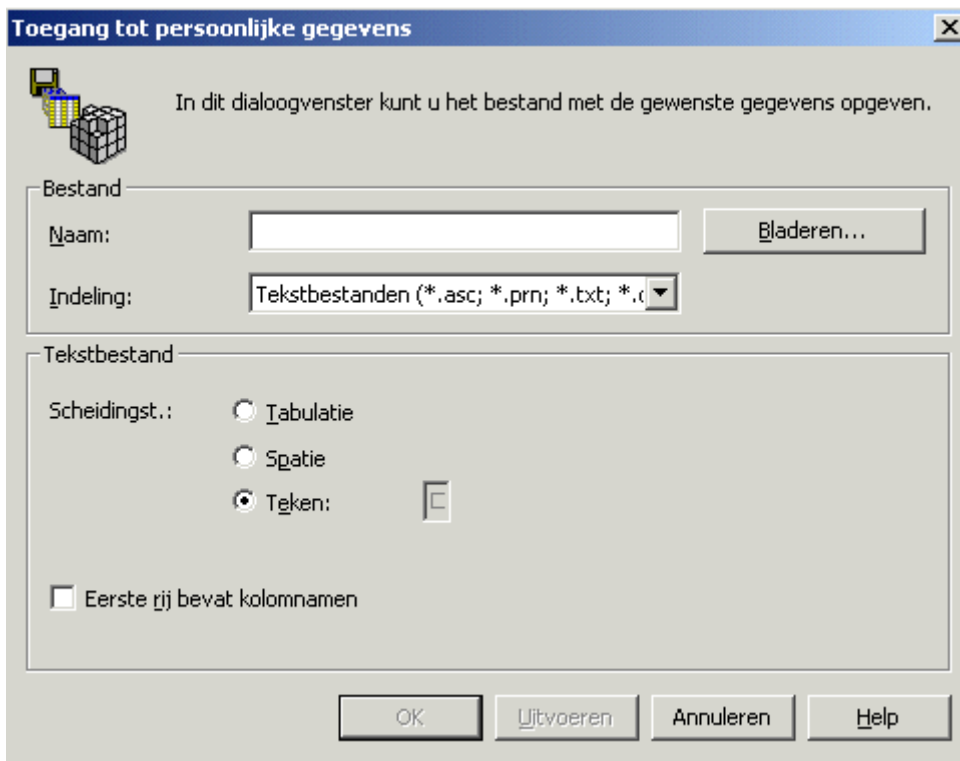 Toegang tot persoonlijke gegevens
In dit dialoogvenster kunt u het bestand met de gewenste gegevens opgeven.
Bestand
Naam:
Bladeren...
Indeling:
Tekstbestanden (*.asc; *.prn; *.txt; *.
Tekstbestand
Scheidingst.:
Tabulatie
Spatie
Teken:
Eerste rij bevat kolomnamen
OK
Uitvoeren
Annuleren
Help